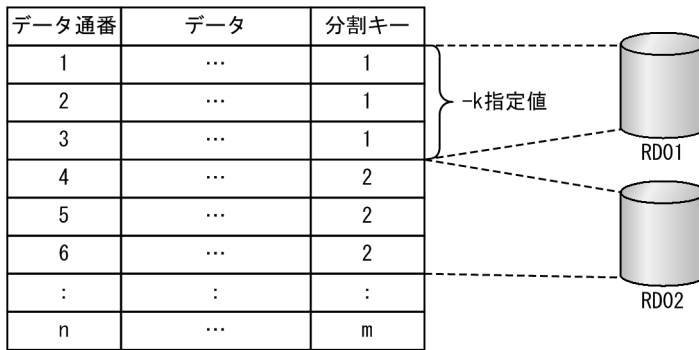 データ通番 データ 分割キー
1 … 1
2 … 1
3 … 1
-k指定値
4 … 2
5 … 2
6 … 2
: : :
n … m
RD01
RD02